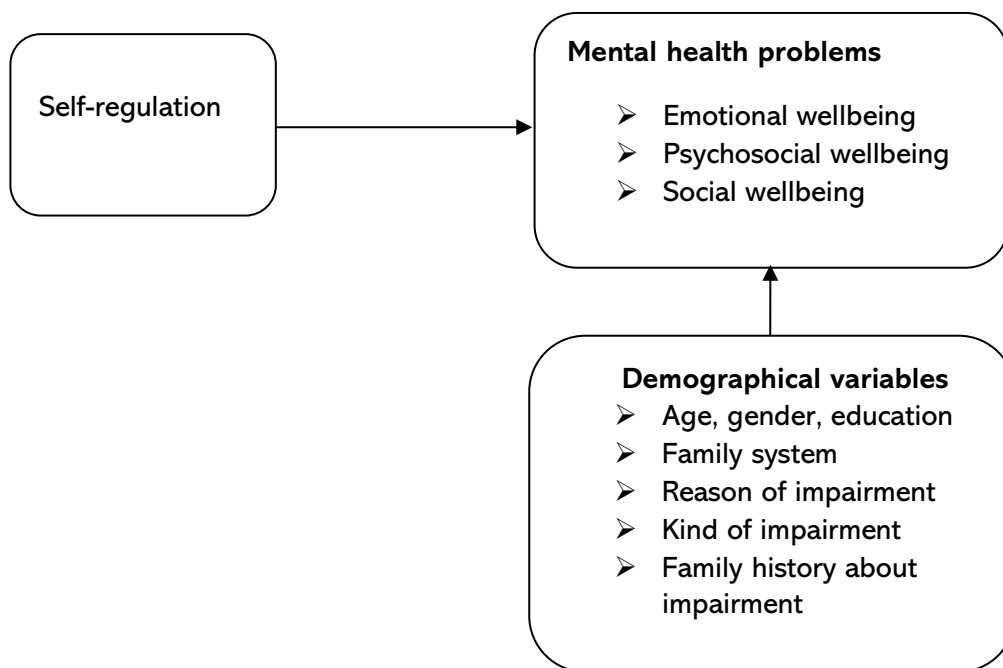 Self-regulation
Mental health problems
➢ Emotional wellbeing
➢ Psychosocial wellbeing
➢ Social wellbeing
Demographical variables
➢ Age, gender, education
➢ Family system
➢ Reason of impairment
➢ Kind of impairment
➢ Family history about
impairment